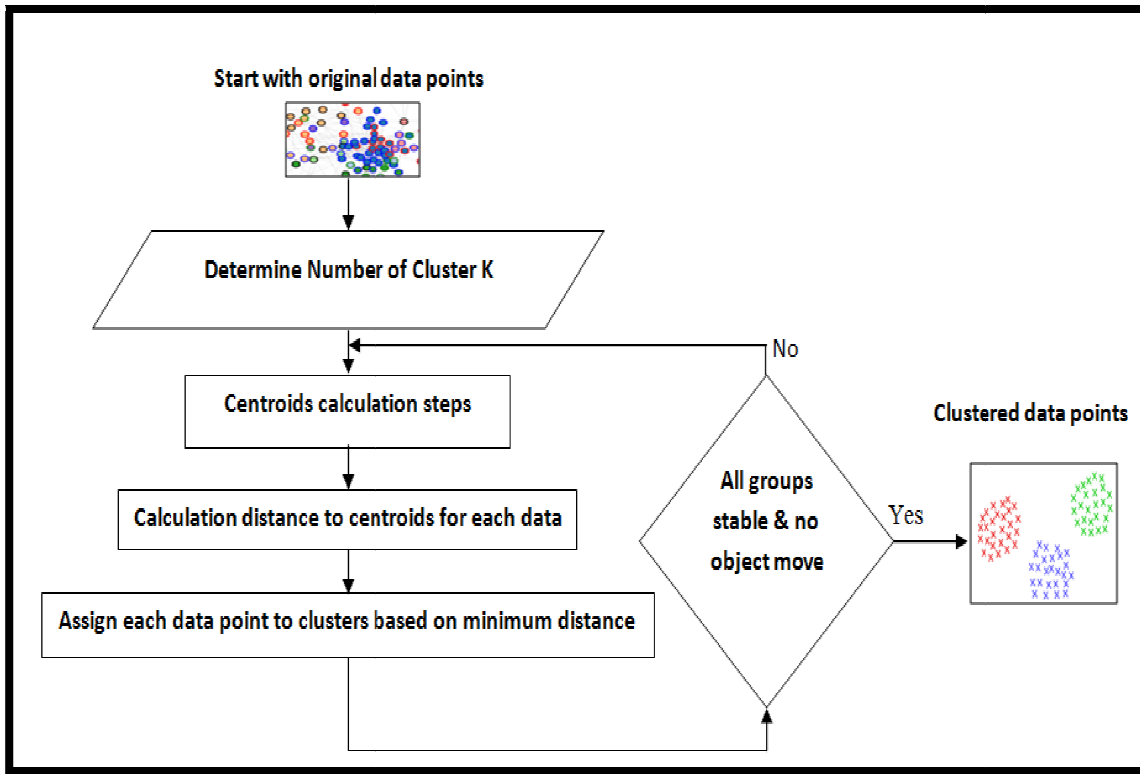 Start with original data points
Determine Number of Cluster K
No
Centroids calculation steps
Calculation distance to centroids for each data
Assign each data point to clusters based on minimum distance
All groups
stable & no
object move
Yes
Clustered data points